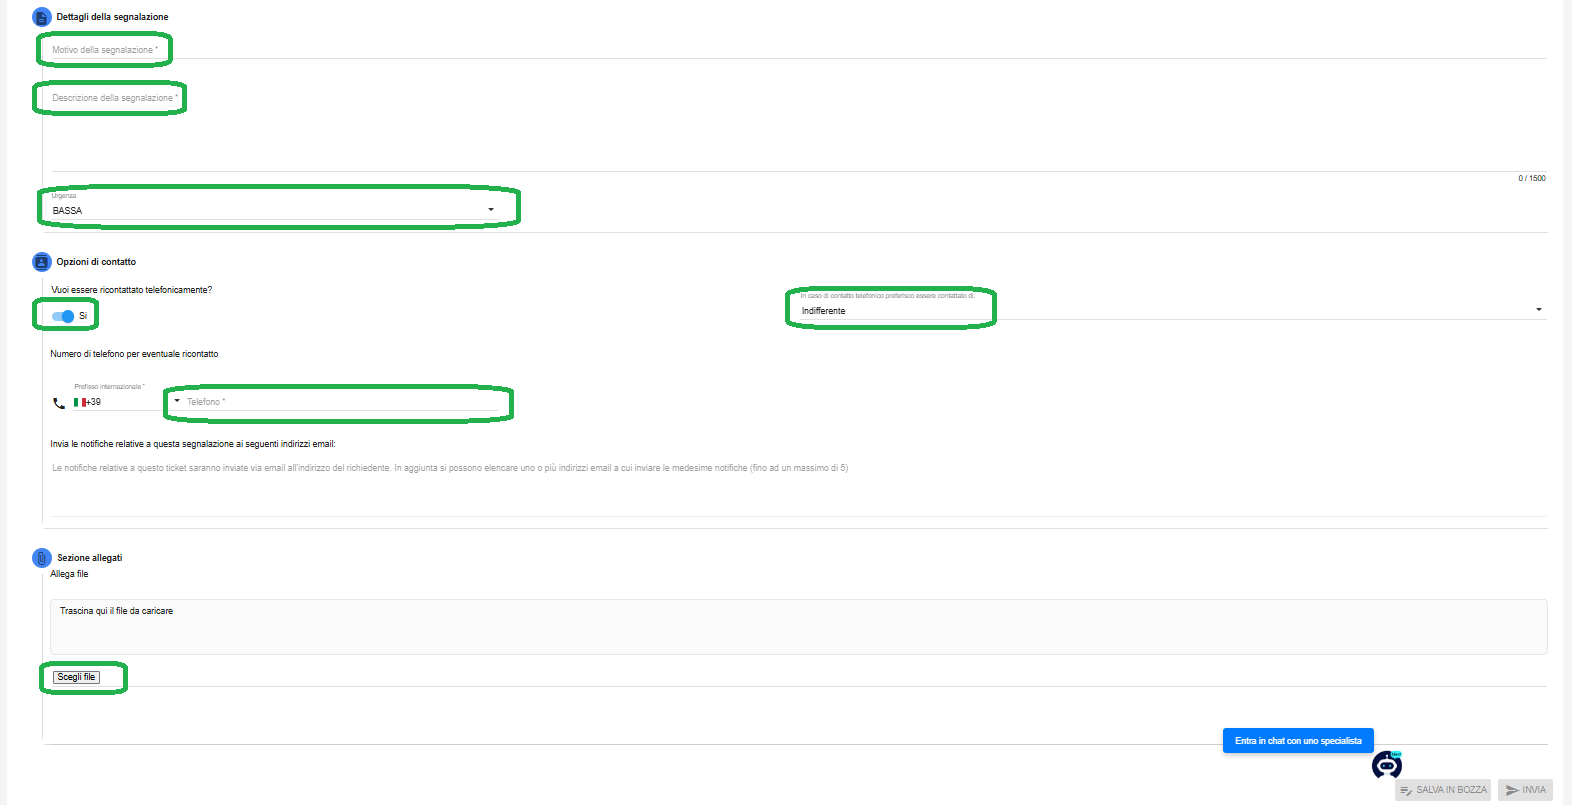 Dettagli della segnalazione
Motivo della segnalazione *
Descrizione della segnalazione *
0 / 1500
Urgenza
BASSA
Opzioni di contatto
Vuoi essere ricontattato telefonicamente?
In caso di contatto telefonico preferisco essere contattato di:
Si
Indifferente
Numero di telefono per eventuale ricontatto
Prefisso internazionale *
+39
Telefono *
Invia le notifiche relative a questa segnalazione ai seguenti indirizzi email:
Le notifiche relative a questo ticket saranno inviate via email all'indirizzo del richiedente. In aggiunta si possono elencare uno o più indirizzi email a cui inviare le medesime notifiche (fino ad un massimo di 5)
Sezione allegati
Allega file
Trascina qui il file da caricare
Scegli file
Entra in chat con uno specialista
SALVA IN BOZZA
INVIA